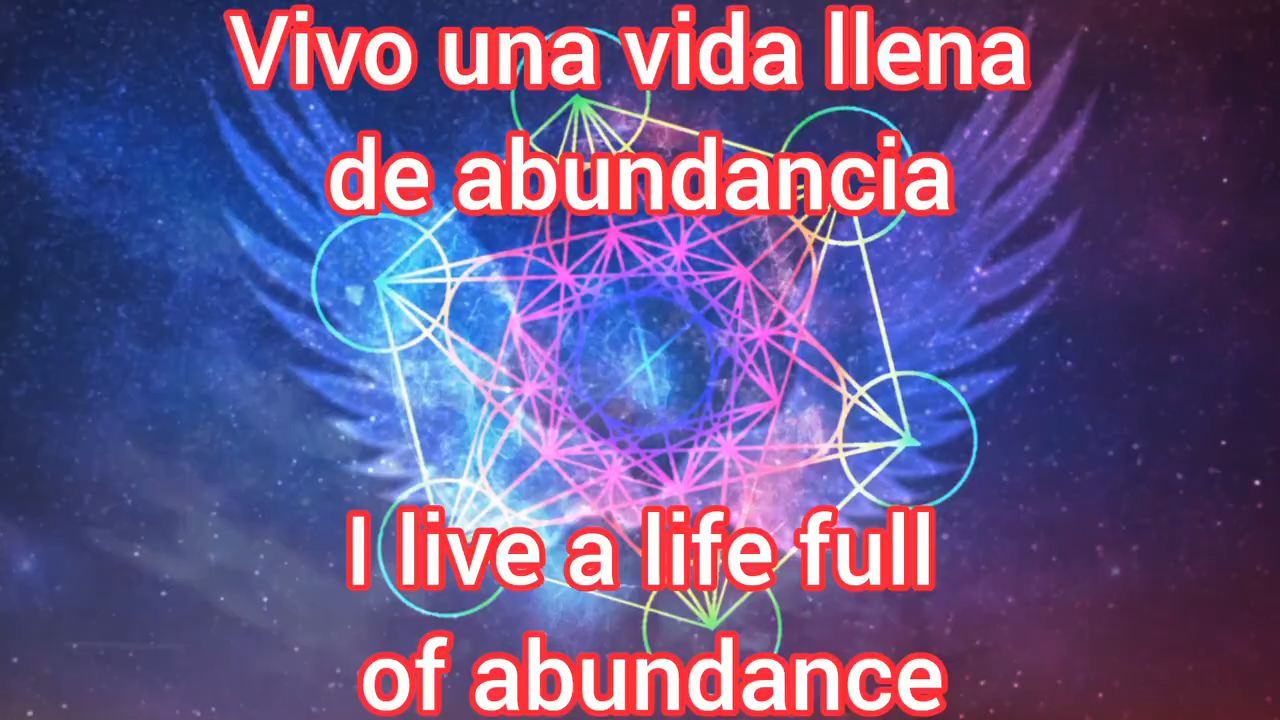 Vivo una vida llena
de abundancia
I live a life full
of abundance